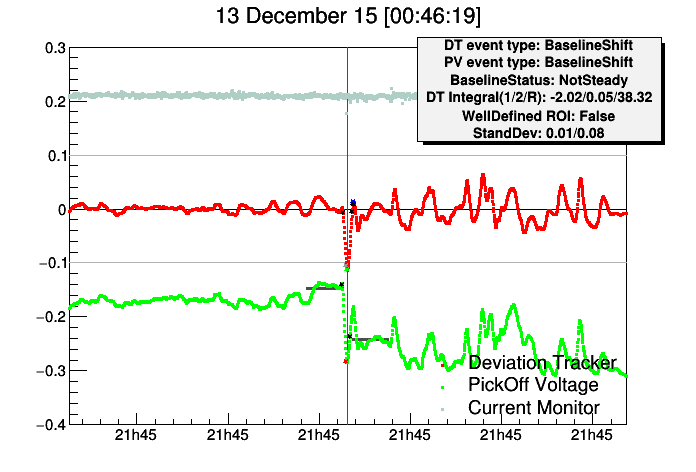 13 December 15 [00:46:19]
DT event type: BaselineShift
PV event type: BaselineShift
BaselineStatus: NotSteady
DT Integral(1/2/R): -2.02/0.05/38.32
WellDefined ROI: False
StandDev: 0.01/0.08
0.3
0.2
0.1
0
−0.1
−0.2
−0.3
−0.4
Deviation Tracker
PickOff Voltage
Current Monitor
21h45 21h45 21h45 21h45 21h45 21h45